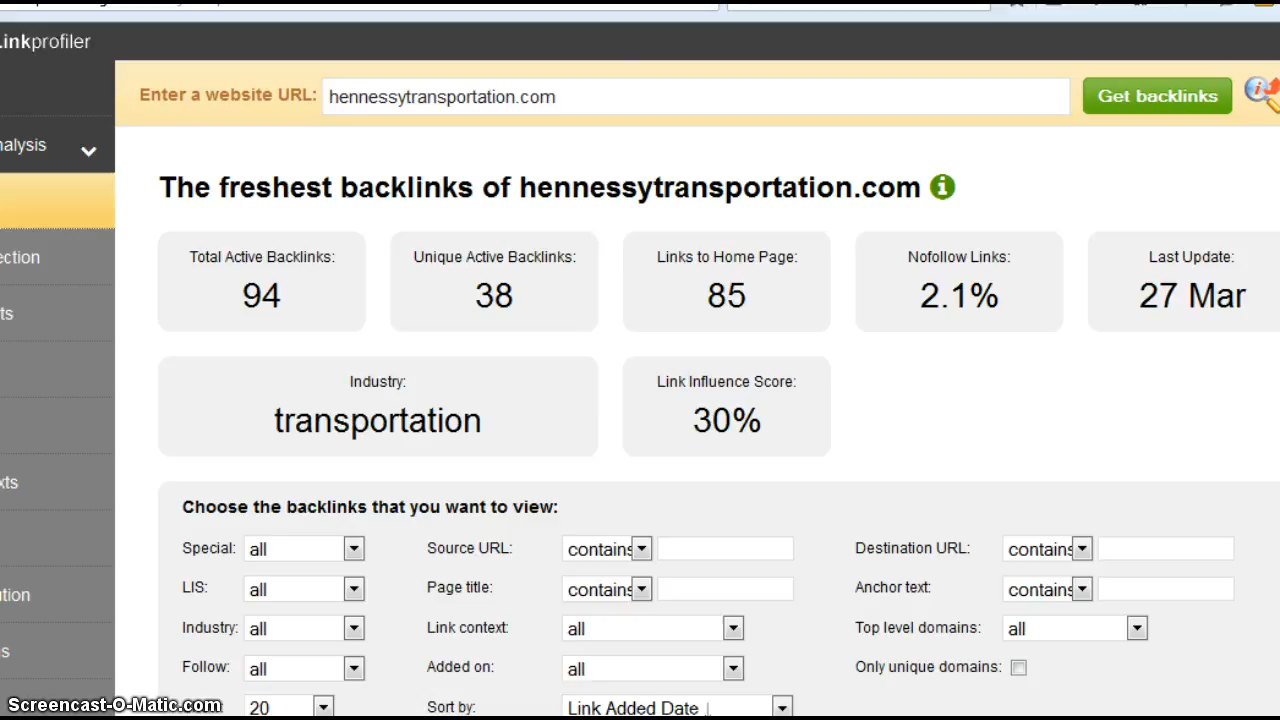 inkprofiler
Enter a website URL: hennessytransportation.com Get backlinks
nalysis
The freshest backlinks of hennessytransportation.com
Total Active Backlinks: Unique Active Backlinks: Links to Home Page: Nofollow Links: Last Update:
94 38 85 2.1% 27 Mar
ection
ts
Industry: Link Influence Score:
transportation 30%
xts
Choose the backlinks that you want to view:
Special: all Source URL: contains Destination URL: contains
LIS: all Page title: contains Anchor text: contains
ution
Industry: all Link context: all Top level domains: all
s
Follow: all Added on: all Only unique domains:
20 Sort by: Link Added Date
Screencast-O-Matic.com